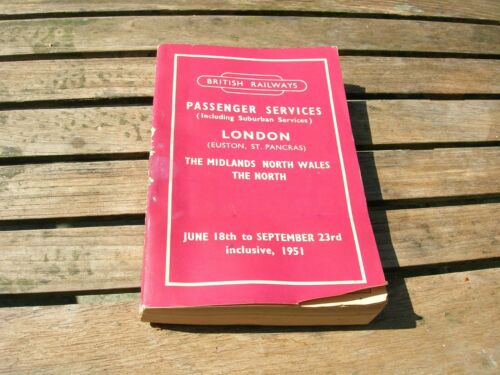 BRITISH RAILWAYS
PASSENGER SERVICES
(Including Suburban Services)
LONDON
(EUSTON, ST. PANCRAS)
THE MIDLANDS NORTH WALES
THE NORTH
JUNE 18th to SEPTEMBER 23rd
inclusive, 1951